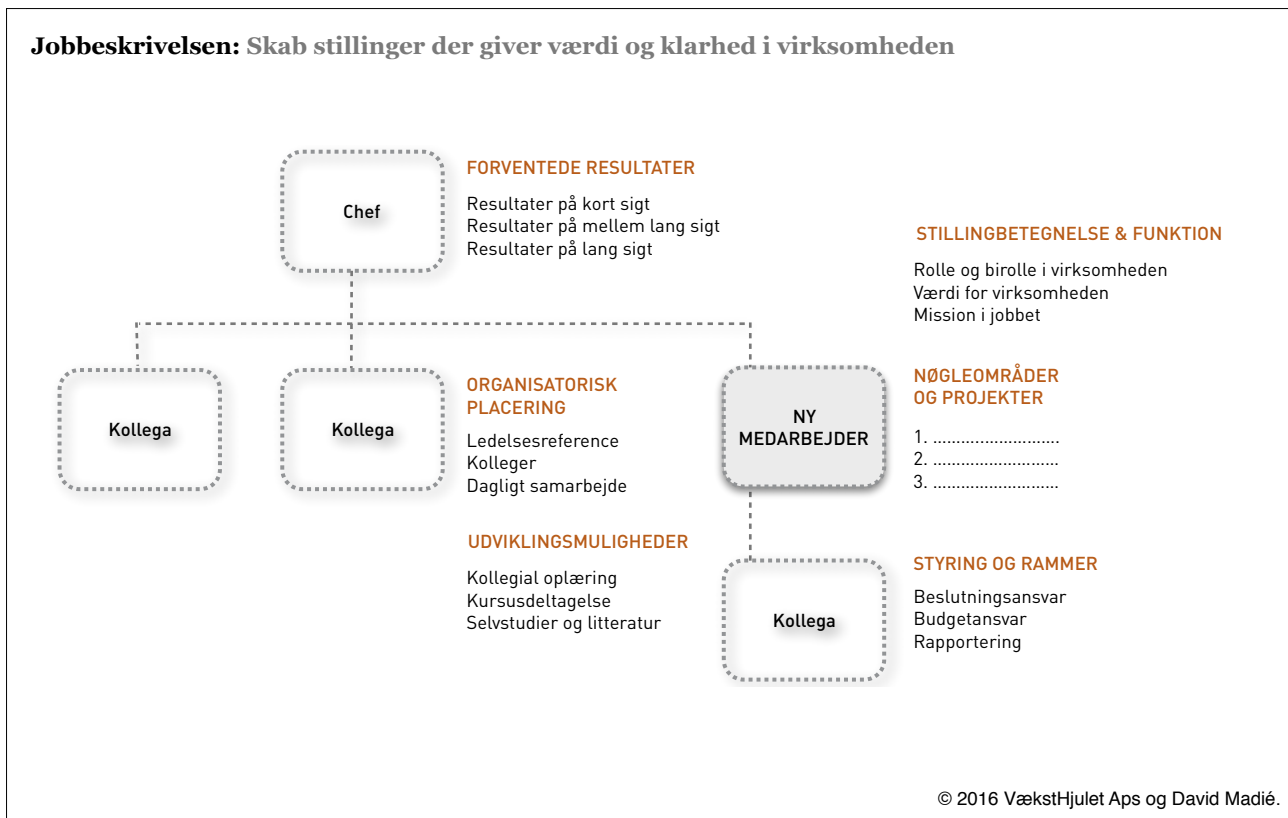 Jobbeskrivelsen: Skab stillinger der giver værdi og klarhed i virksomheden
Chef
FORVENTEDE RESULTATER
Resultater på kort sigt
Resultater på mellem lang sigt
Resultater på lang sigt
STILLINGBETEGNELSE & FUNKTION
Rolle og birolle i virksomheden
Værdi for virksomheden
Mission i jobbet
Kollega
Kollega
ORGANISATORISK
PLACERING
Ledelsesreference
Kolleger
Dagligt samarbejde
NY
MEDARBEJDER
NØGLEOMRÅDER
OG PROJEKTER
1. ...........................
2. ...........................
3. ...........................
UDVIKLINGSMULIGHEDER
Kollegial oplæring
Kursusdeltagelse
Selvstudier og litteratur
Kollega
STYRING OG RAMMER
Beslutningsansvar
Budgetansvar
Rapportering
© 2016 VækstHjulet Aps og David Madié.